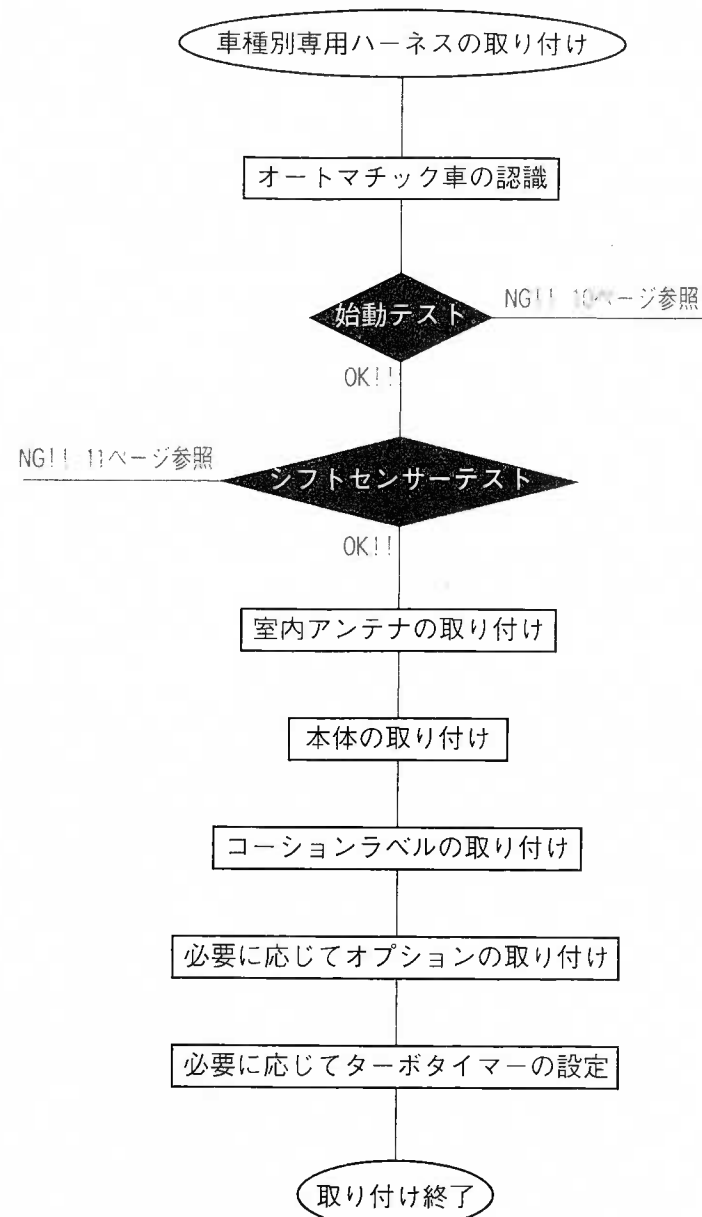 車種別専用ハーネスの取り付け
オートマチック車の認識
始動テスト
NG!! 10ページ参照
OK!!
NG!! 11ページ参照
シフトセンサーテスト
OK!!
室内アンテナの取り付け
本体の取り付け
コーションラベルの取り付け
必要に応じてオプションの取り付け
必要に応じてターボタイマーの設定
取り付け終了